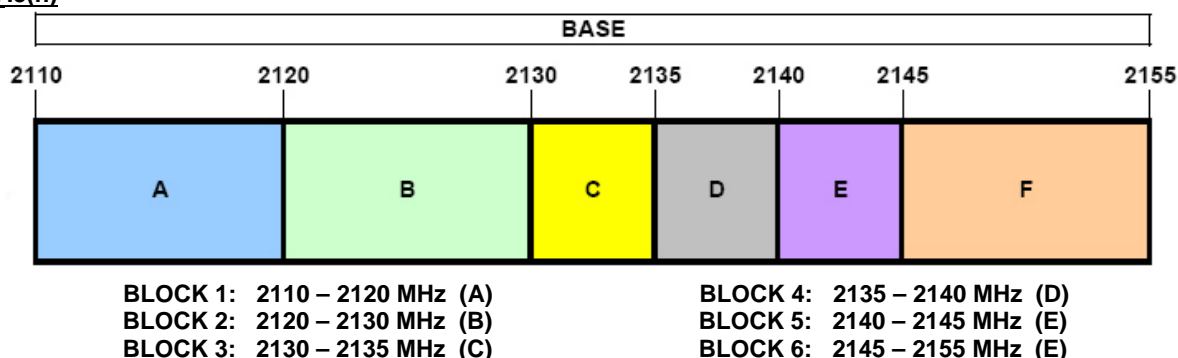 BASE
2110 2120 2130 2135 2140 2145 2155
A B C D E F
BLOCK 1: 2110 – 2120 MHz (A)
BLOCK 2: 2120 – 2130 MHz (B)
BLOCK 3: 2130 – 2135 MHz (C)
BLOCK 4: 2135 – 2140 MHz (D)
BLOCK 5: 2140 – 2145 MHz (E)
BLOCK 6: 2145 – 2155 MHz (E)